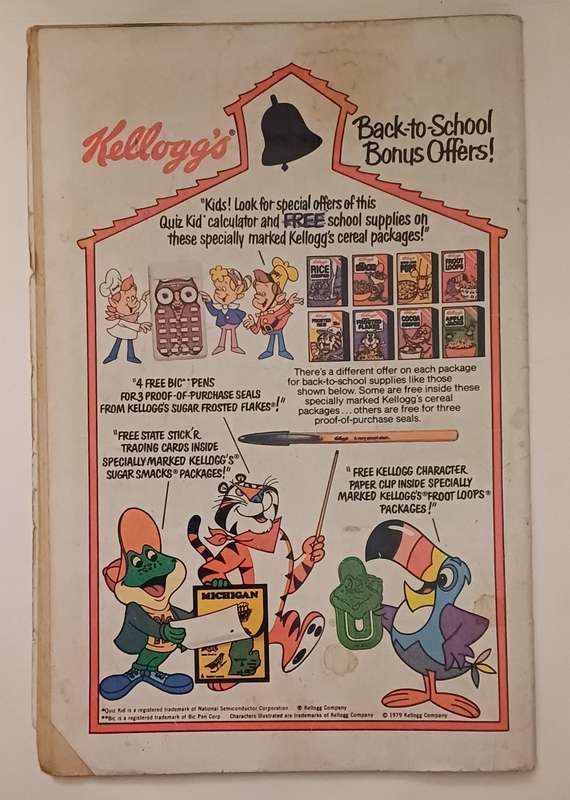 Kellogg's®
Back-to-School
Bonus Offers!
"Kids! Look for special offers of this
Quiz Kid* calculator and FREE school supplies on
these specially marked Kellogg's cereal packages!"
RICE
FROOT
LOOPS
FROSTED
FLAKES
COCOA
KRISPIES
APPLE
JACKS
There's a different offer on each package
for back-to-school supplies like those
shown below. Some are free inside these
specially marked Kellogg's cereal
packages...others are free for three
proof-of-purchase seals.
"4 FREE BIC** PENS
FOR 3 PROOF-OF-PURCHASE SEALS
FROM KELLOGG'S SUGAR FROSTED FLAKES®!"
"FREE STATE STICK'R
TRADING CARDS INSIDE
SPECIALLY MARKED KELLOGG'S®
SUGAR SMACKS® PACKAGES!"
"FREE KELLOGG CHARACTER
PAPER CLIP INSIDE SPECIALLY
MARKED KELLOGG'S® FROOT LOOPS®
PACKAGES!"
MICHIGAN
*Quiz Kid is a registered trademark of National Semiconductor Corporation ® Kellogg Company
**Bic is a registered trademark of Bic Pen Corp Characters illustrated are trademarks of Kellogg Company © 1979 Kellogg Company